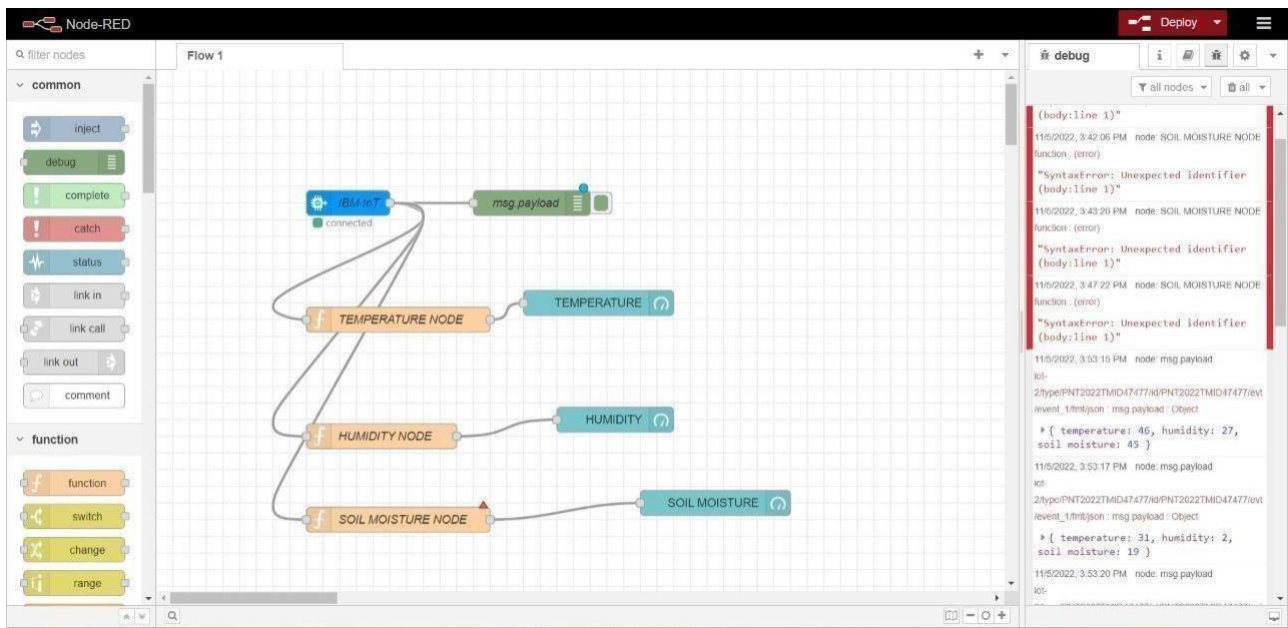 Node-RED
Deploy
filter nodes
Flow 1
debug
i
all nodes
all
common
inject
debug
complete
catch
status
link in
link call
link out
comment
function
function
switch
change
range
IBM IoT
connected
msg.payload
TEMPERATURE NODE
TEMPERATURE
HUMIDITY NODE
HUMIDITY
SOIL MOISTURE NODE
SOIL MOISTURE
(body:line 1)"
11/5/2022, 3:42:06 PM node: SOIL MOISTURE NODE
function : (error)
"SyntaxError: Unexpected identifier
(body:line 1)"
11/5/2022, 3:43:20 PM node: SOIL MOISTURE NODE
function : (error)
"SyntaxError: Unexpected identifier
(body:line 1)"
11/5/2022, 3:47:22 PM node: SOIL MOISTURE NODE
function : (error)
"SyntaxError: Unexpected identifier
(body:line 1)"
11/5/2022, 3:53:15 PM node: msg.payload
iot-
2/type/PNT2022TMID47477/id/PNT2022TMID47477/evt
/event_1/fmt/json : msg.payload : Object
{ temperature: 46, humidity: 27,
soil moisture: 45 }
11/5/2022, 3:53:17 PM node: msg.payload
iot-
2/type/PNT2022TMID47477/id/PNT2022TMID47477/evt
/event_1/fmt/json : msg.payload : Object
{ temperature: 31, humidity: 2,
soil moisture: 19 }
11/5/2022, 3:53:20 PM node: msg.payload
iot-